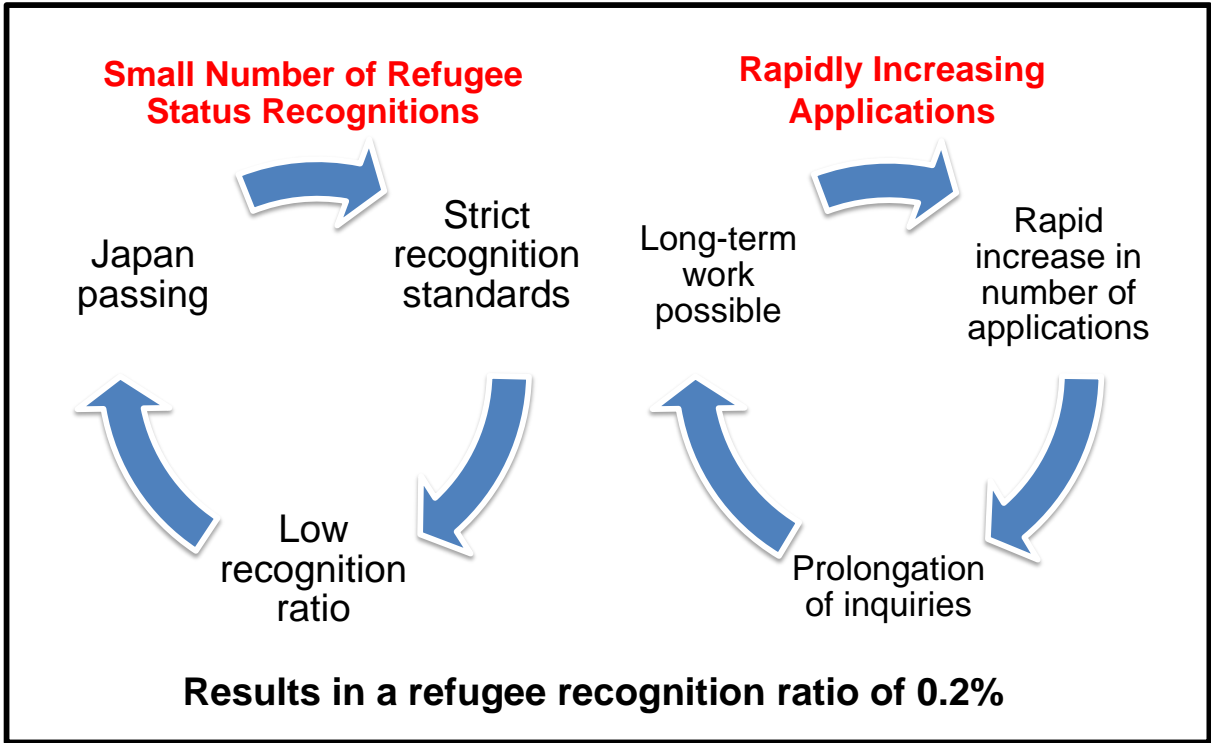 Small Number of Refugee
Status Recognitions
Japan
passing
Strict
recognition
standards
Low
recognition
ratio
Rapidly Increasing
Applications
Long-term
work
possible
Rapid
increase in
number of
applications
Prolongation
of inquiries
Results in a refugee recognition ratio of 0.2%